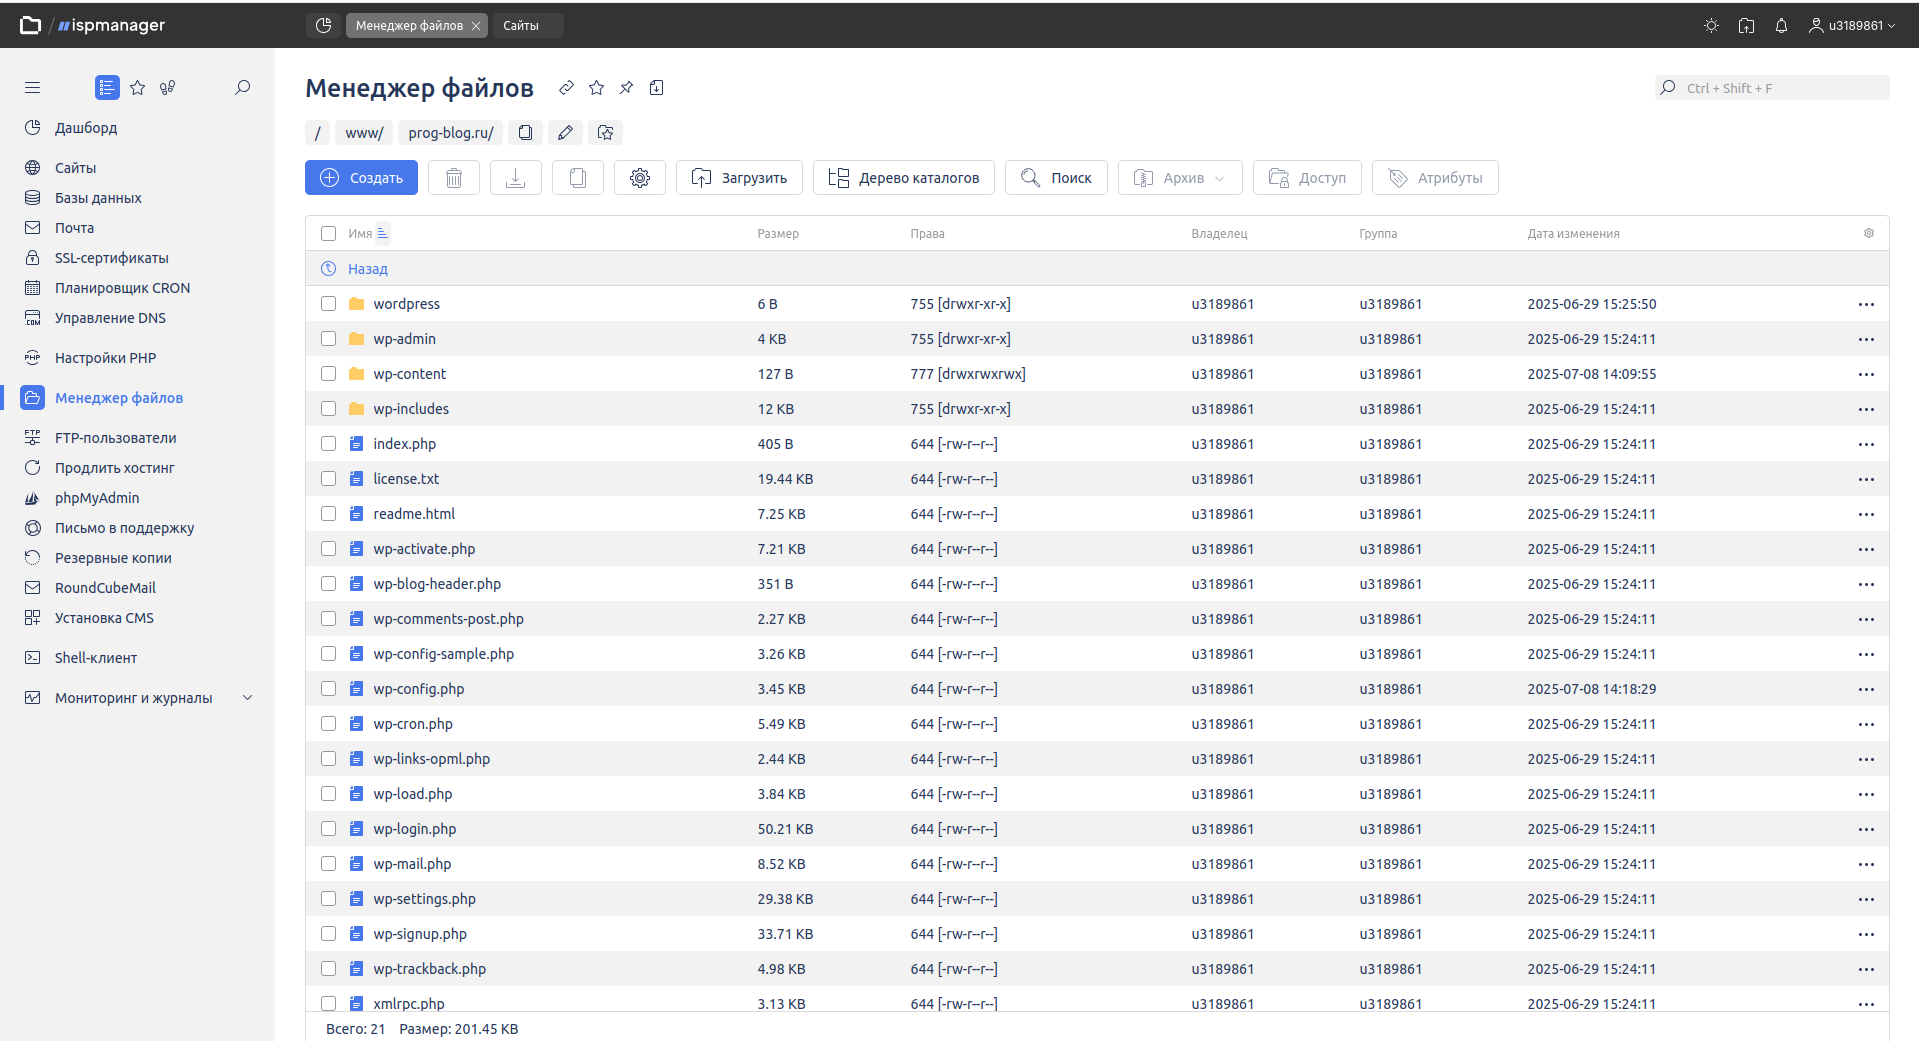 ispmanager
Менеджер файлов
Сайты
u3189861
Дашборд
Сайты
Базы данных
Почта
SSL-сертификаты
Планировщик CRON
Управление DNS
Настройки PHP
Менеджер файлов
FTP-пользователи
Продлить хостинг
phpMyAdmin
Письмо в поддержку
Резервные копии
RoundCubeMail
Установка CMS
Shell-клиент
Мониторинг и журналы
Менеджер файлов
Ctrl + Shift + F
/ www/ prog-blog.ru/
Создать Загрузить Дерево каталогов Поиск Архив Доступ Атрибуты
Имя Размер Права Владелец Группа Дата изменения
Назад
wordpress 6 B 755 [drwxr-xr-x] u3189861 u3189861 2025-06-29 15:25:50
wp-admin 4 KB 755 [drwxr-xr-x] u3189861 u3189861 2025-06-29 15:24:11
wp-content 127 B 777 [drwxrwxrwx] u3189861 u3189861 2025-07-08 14:09:55
wp-includes 12 KB 755 [drwxr-xr-x] u3189861 u3189861 2025-06-29 15:24:11
index.php 405 B 644 [-rw-r--r--] u3189861 u3189861 2025-06-29 15:24:11
license.txt 19.44 KB 644 [-rw-r--r--] u3189861 u3189861 2025-06-29 15:24:11
readme.html 7.25 KB 644 [-rw-r--r--] u3189861 u3189861 2025-06-29 15:24:11
wp-activate.php 7.21 KB 644 [-rw-r--r--] u3189861 u3189861 2025-06-29 15:24:11
wp-blog-header.php 351 B 644 [-rw-r--r--] u3189861 u3189861 2025-06-29 15:24:11
wp-comments-post.php 2.27 KB 644 [-rw-r--r--] u3189861 u3189861 2025-06-29 15:24:11
wp-config-sample.php 3.26 KB 644 [-rw-r--r--] u3189861 u3189861 2025-06-29 15:24:11
wp-config.php 3.45 KB 644 [-rw-r--r--] u3189861 u3189861 2025-07-08 14:18:29
wp-cron.php 5.49 KB 644 [-rw-r--r--] u3189861 u3189861 2025-06-29 15:24:11
wp-links-opml.php 2.44 KB 644 [-rw-r--r--] u3189861 u3189861 2025-06-29 15:24:11
wp-load.php 3.84 KB 644 [-rw-r--r--] u3189861 u3189861 2025-06-29 15:24:11
wp-login.php 50.21 KB 644 [-rw-r--r--] u3189861 u3189861 2025-06-29 15:24:11
wp-mail.php 8.52 KB 644 [-rw-r--r--] u3189861 u3189861 2025-06-29 15:24:11
wp-settings.php 29.38 KB 644 [-rw-r--r--] u3189861 u3189861 2025-06-29 15:24:11
wp-signup.php 33.71 KB 644 [-rw-r--r--] u3189861 u3189861 2025-06-29 15:24:11
wp-trackback.php 4.98 KB 644 [-rw-r--r--] u3189861 u3189861 2025-06-29 15:24:11
xmlrpc.php 3.13 KB 644 [-rw-r--r--] u3189861 u3189861 2025-06-29 15:24:11
Всего: 21 Размер: 201.45 KB